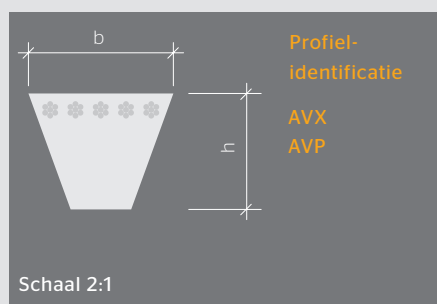 b
Profiel-
identificatie
h
AVX
AVP
Schaal 2:1